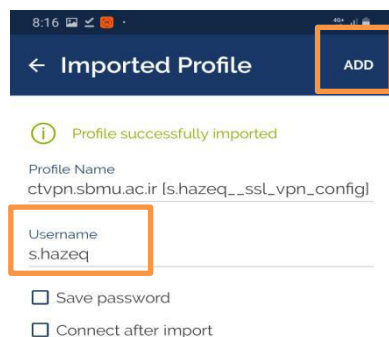 8:16
← Imported Profile ADD
Profile successfully imported
Profile Name
ctvpn.sbmu.ac.ir [s.hazeq__ssl_vpn_config]
Username
s.hazeq
Save password
Connect after import